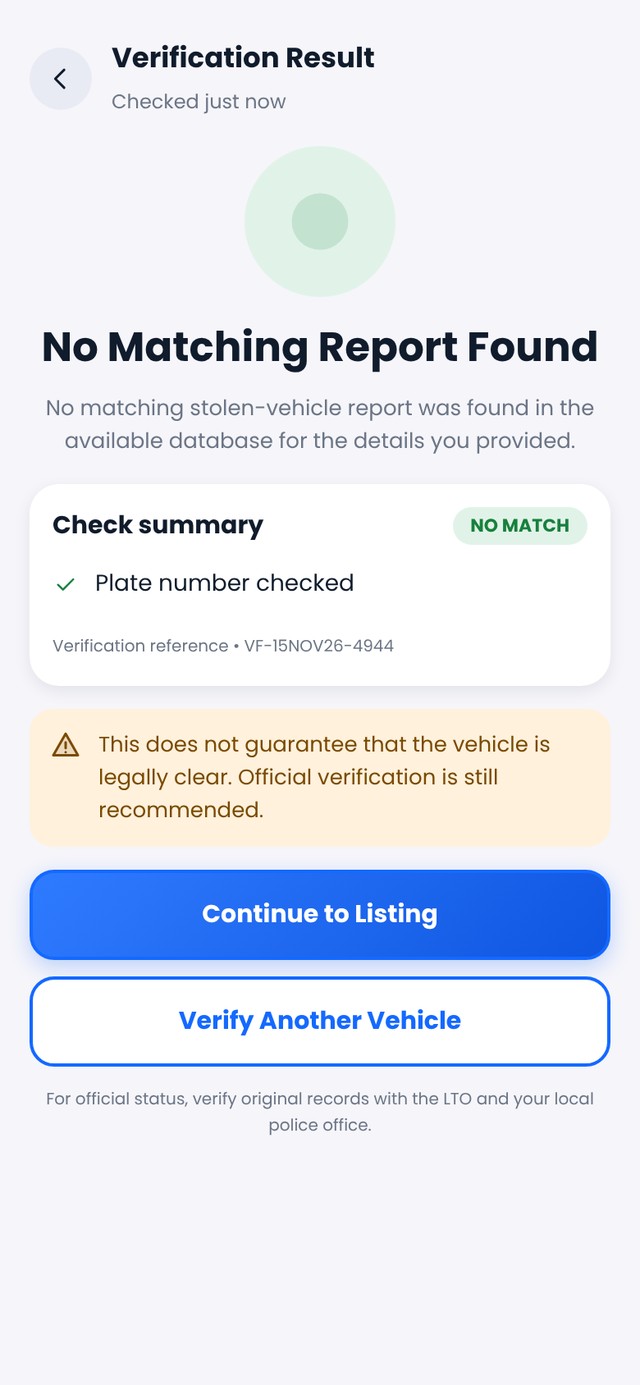 Verification Result
Checked just now
No Matching Report Found
No matching stolen-vehicle report was found in the
available database for the details you provided.
Check summary
NO MATCH
Plate number checked
Verification reference • VF-15NOV26-4944
This does not guarantee that the vehicle is
legally clear. Official verification is still
recommended.
Continue to Listing
Verify Another Vehicle
For official status, verify original records with the LTO and your local
police office.